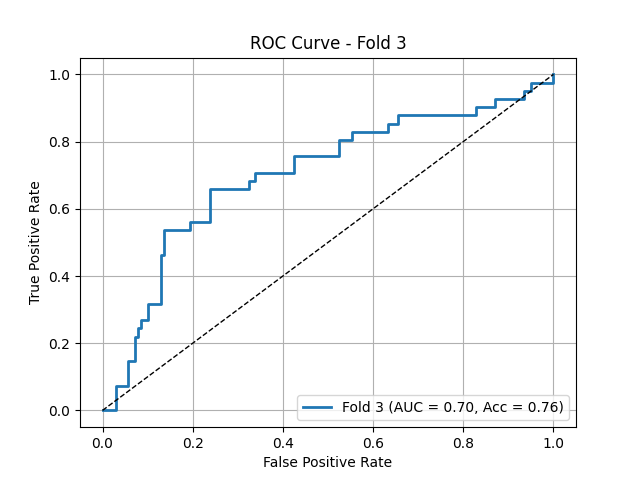 ROC Curve - Fold 3
True Positive Rate
1.0
0.8
0.6
0.4
0.2
0.0
Fold 3 (AUC = 0.70, Acc = 0.76)
0.0 0.2 0.4 0.6 0.8 1.0
False Positive Rate